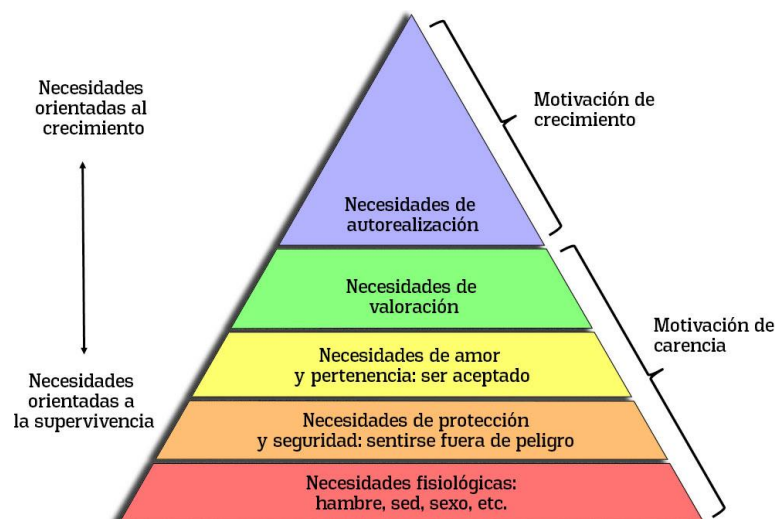 Necesidades
orientadas al
crecimiento
Motivación de
crecimiento
Necesidades de
autorealización
Necesidades de
valoración
Motivación de
carencia
Necesidades de amor
y pertenencia: ser aceptado
Necesidades
orientadas a
la supervivencia
Necesidades de protección
y seguridad: sentirse fuera de peligro
Necesidades fisiológicas:
hambre, sed, sexo, etc.